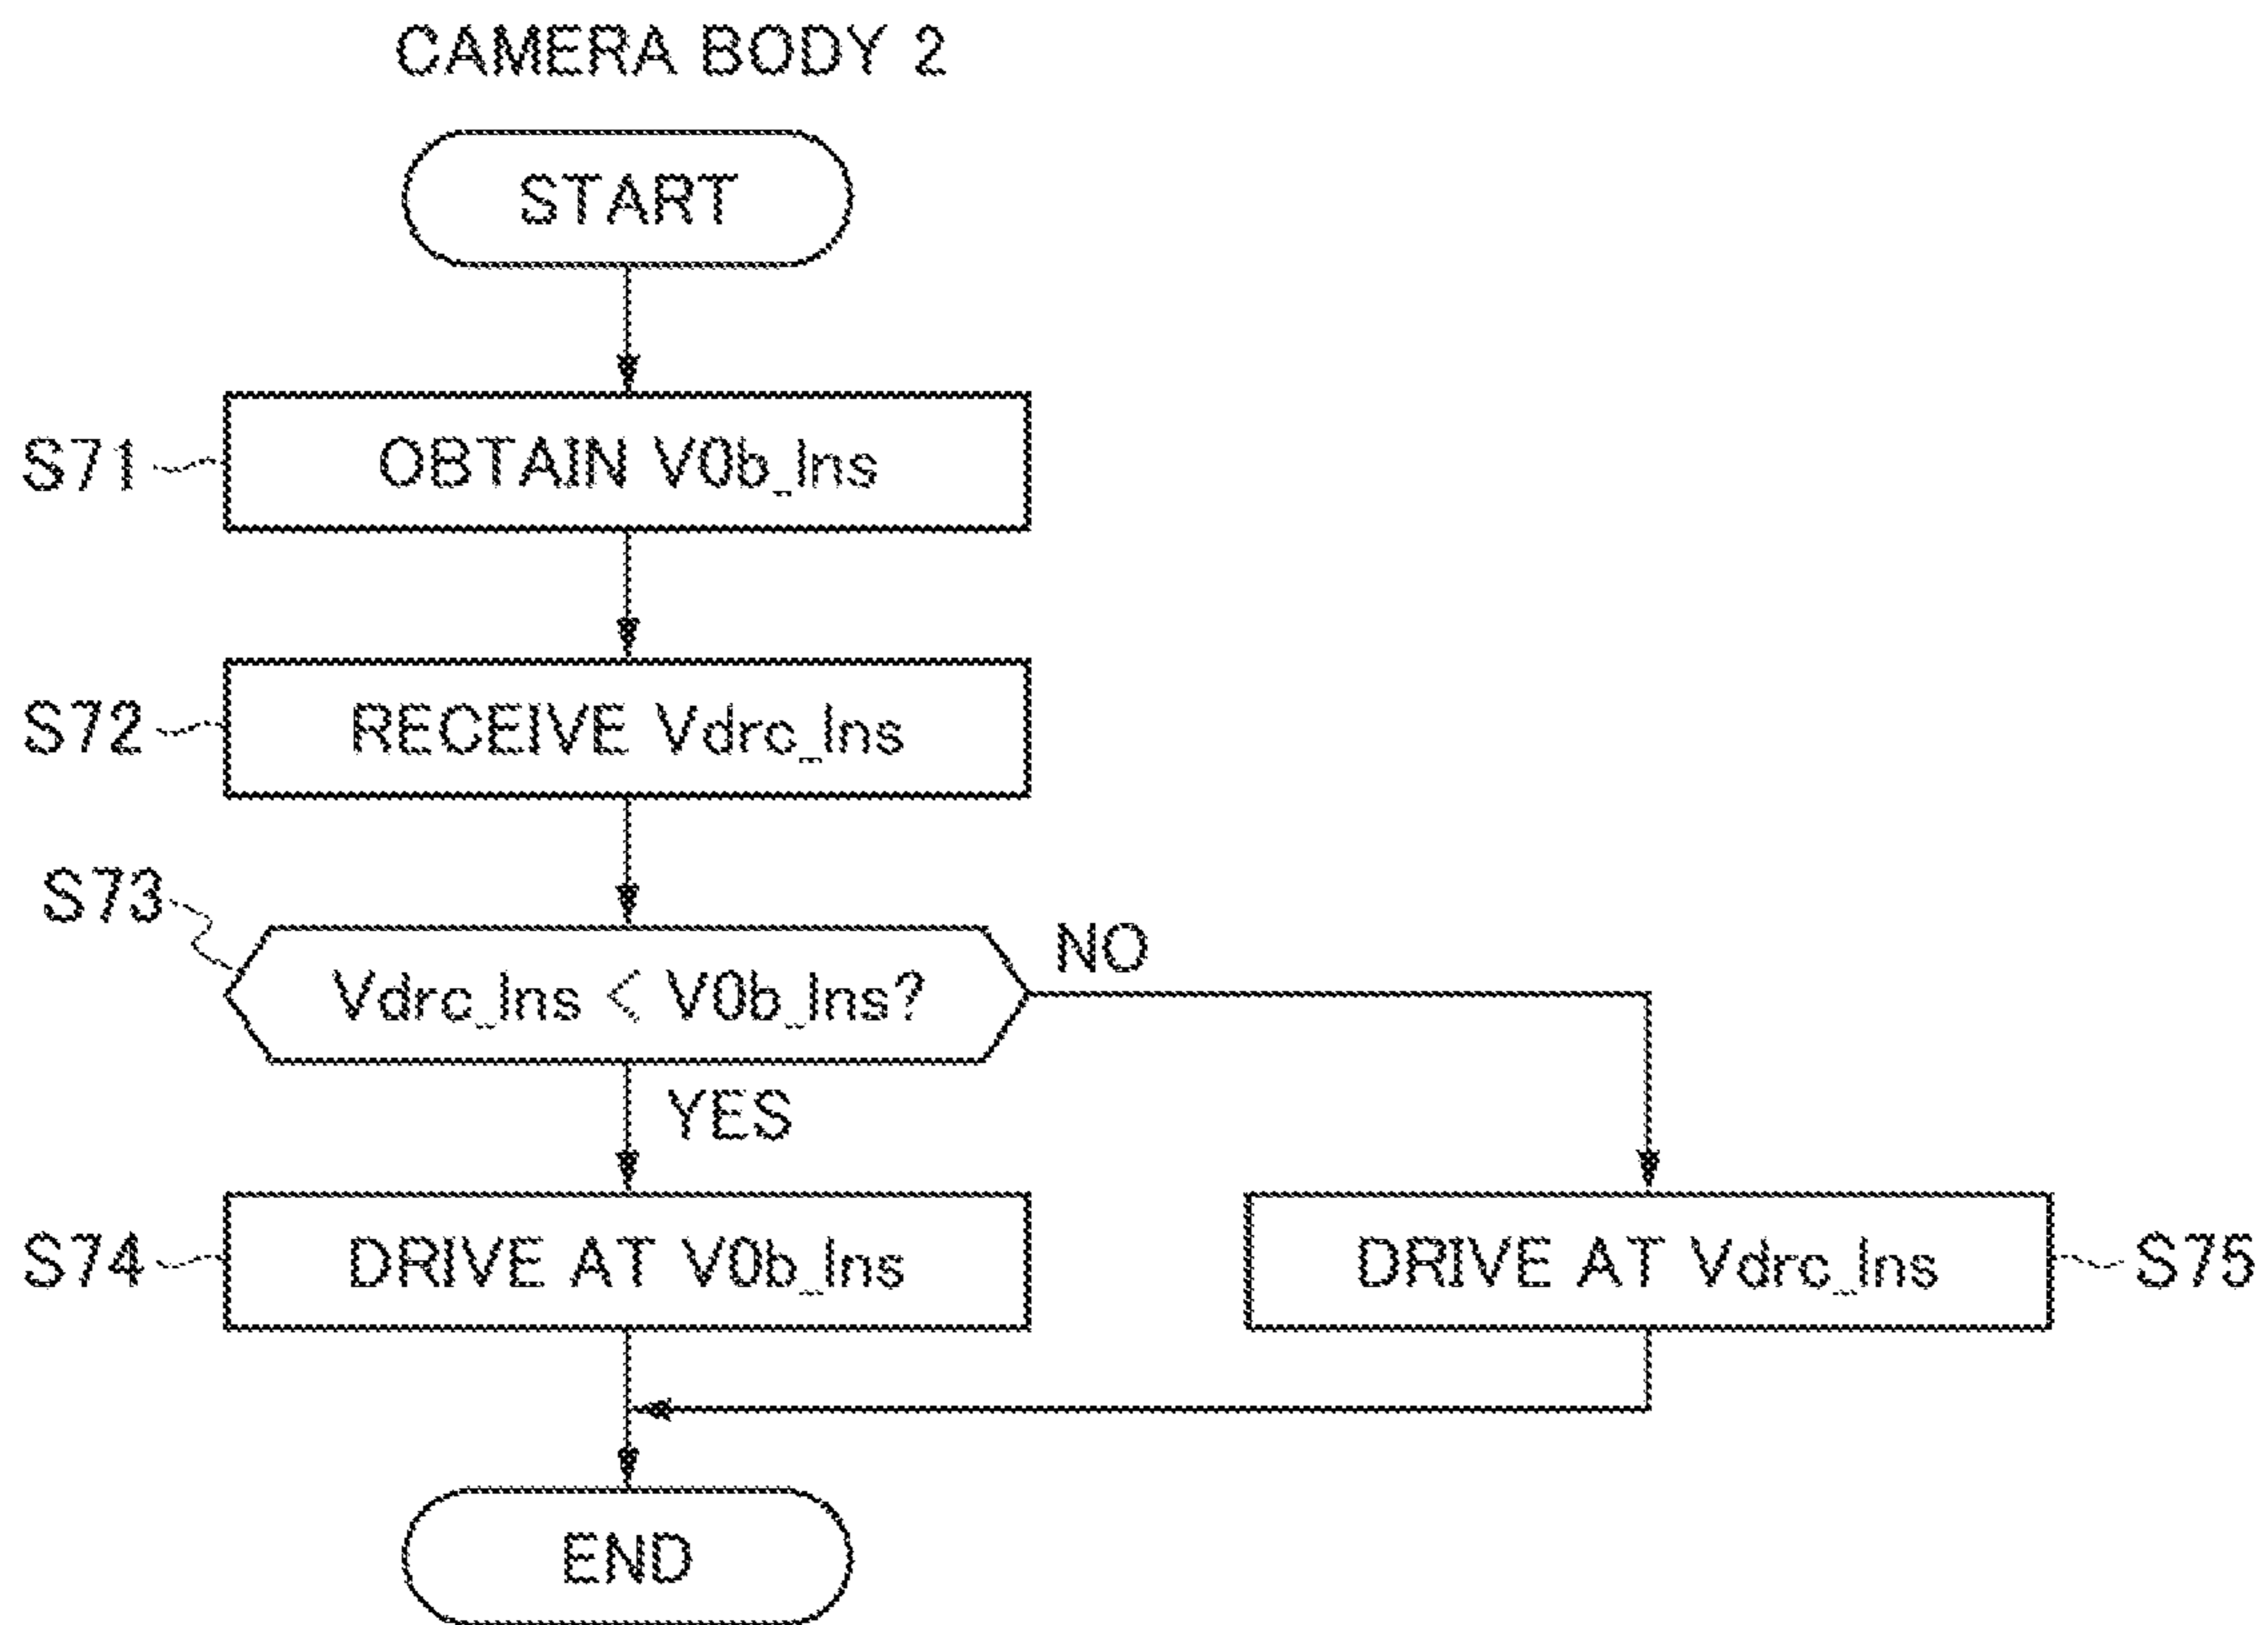 CAMERA BODY 2
START
S71
OBTAIN V0b_lns
S72
RECEIVE Vdrc_lns
S73
Vdrc_lns < V0b_lns?
NO
YES
S74
DRIVE AT V0b_lns
DRIVE AT Vdrc_lns
S75
END